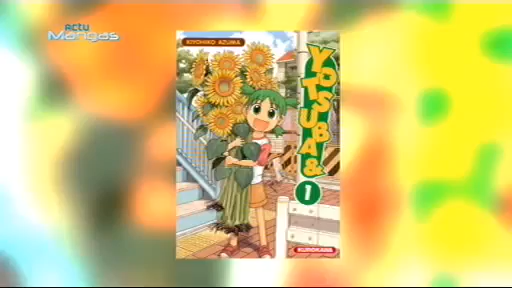 ACTU
MANGAS
KIYOHIKO AZUMA
YOTSUBA&
1
KUROKAWA